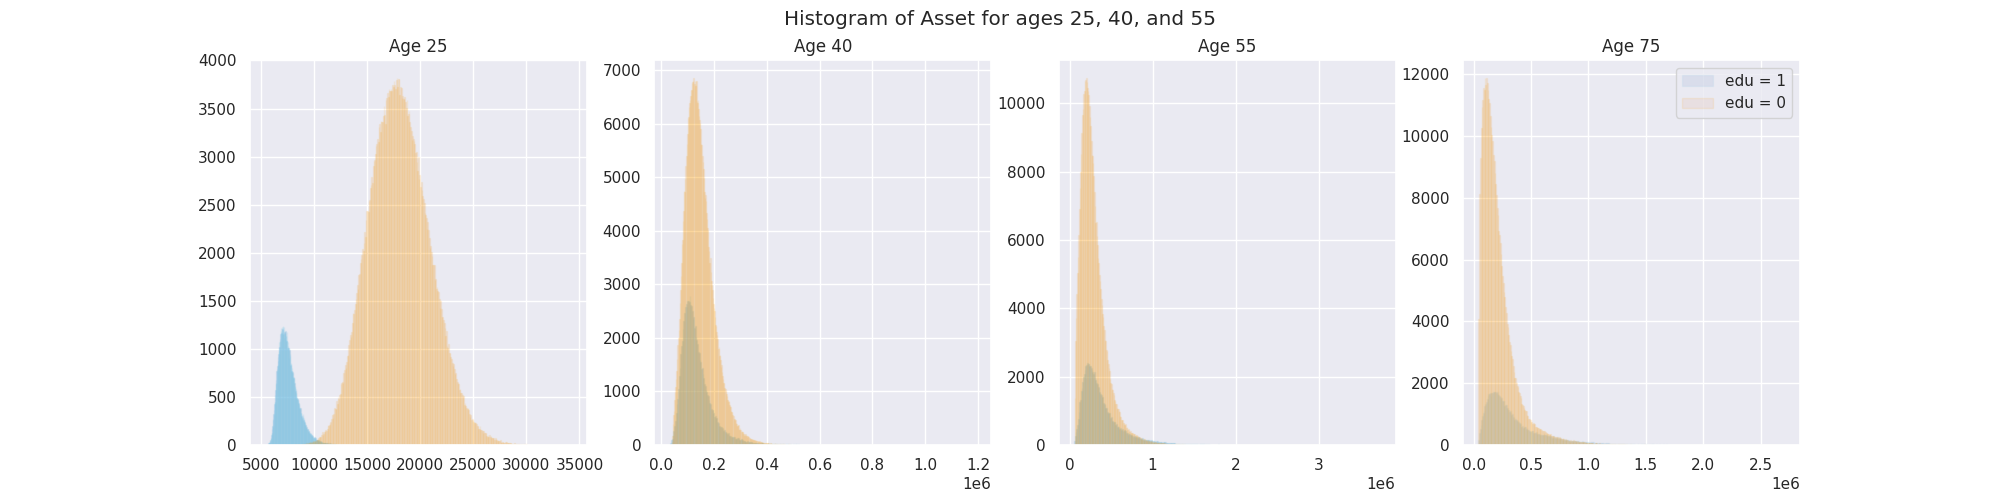 Histogram of Asset for ages 25, 40, and 55
Age 25
4000
3500
3000
2500
2000
1500
1000
500
0
5000 10000 15000 20000 25000 30000 35000
Age 40
7000
6000
5000
4000
3000
2000
1000
0
0.0 0.2 0.4 0.6 0.8 1.0 1.2
1e6
Age 55
10000
8000
6000
4000
2000
0
0 1 2 3
1e6
Age 75
12000
10000
8000
6000
4000
2000
0
0.0 0.5 1.0 1.5 2.0 2.5
1e6
edu = 1
edu = 0